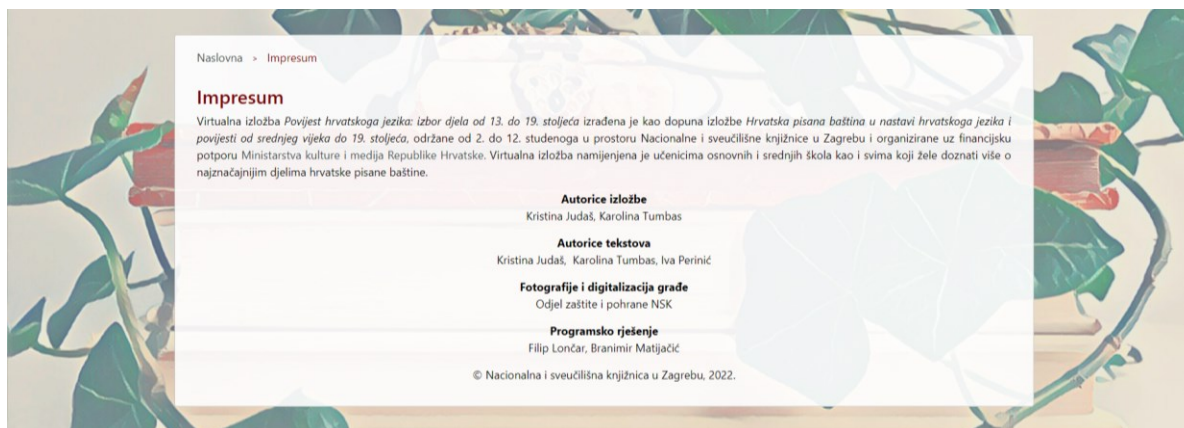 Naslovna > Impresum
Impresum
Virtualna izložba Povijest hrvatskoga jezika: izbor djela od 13. do 19. stoljeća izrađena je kao dopuna izložbe Hrvatska pisana baština u nastavi hrvatskoga jezika i
povijesti od srednjeg vijeka do 19. stoljeća, održane od 2. do 12. studenoga u prostoru Nacionalne i sveučilišne knjižnice u Zagrebu i organizirane uz financijsku
potporu Ministarstva kulture i medija Republike Hrvatske. Virtualna izložba namijenjena je učenicima osnovnih i srednjih škola kao i svima koji žele doznati više o
najznačajnijim djelima hrvatske pisane baštine.
Autorice izložbe
Kristina Judaš, Karolina Tumbas
Autorice tekstova
Kristina Judaš, Karolina Tumbas, Iva Perinić
Fotografije i digitalizacija građe
Odjel zaštite i pohrane NSK
Programsko rješenje
Filip Lončar, Branimir Matijačić
© Nacionalna i sveučilišna knjižnica u Zagrebu, 2022.